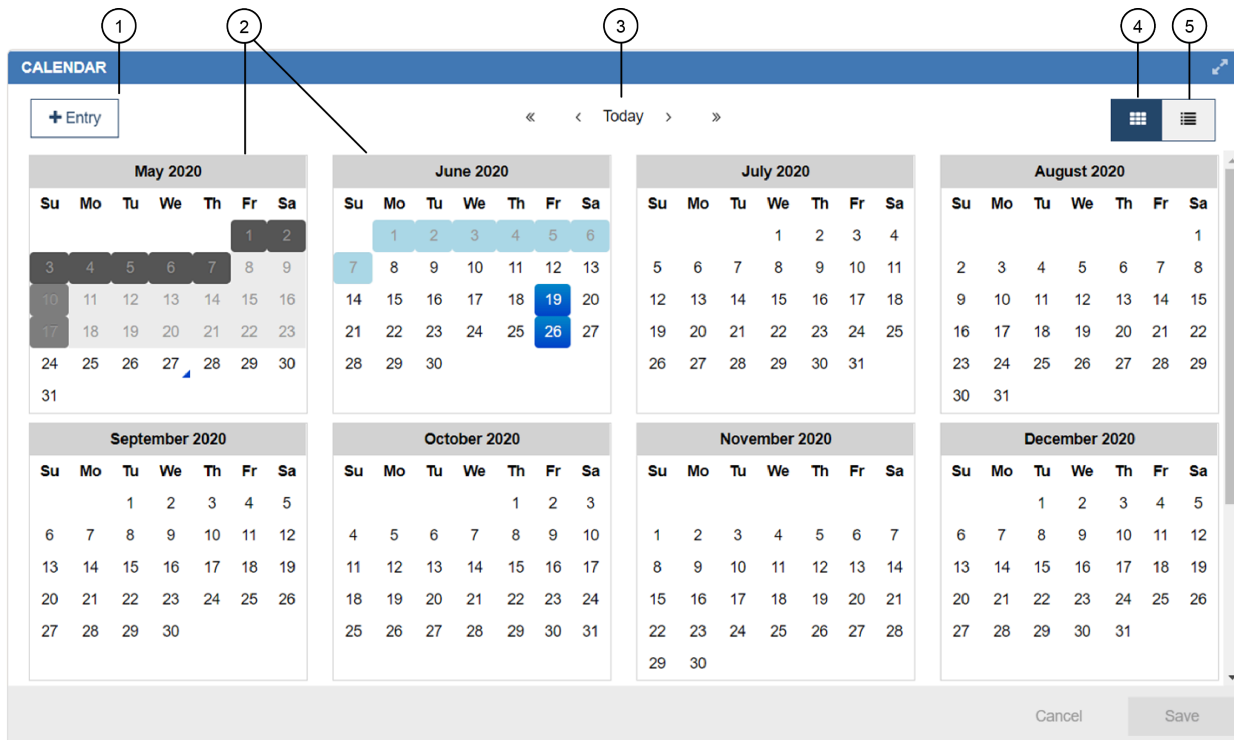 1 2 3 4 5
CALENDAR
+ Entry « ‹ Today › »
May 2020 June 2020 July 2020 August 2020
Su Mo Tu We Th Fr Sa Su Mo Tu We Th Fr Sa Su Mo Tu We Th Fr Sa Su Mo Tu We Th Fr Sa
1 2 1 2 3 4 5 6 1 2 3 4 1
3 4 5 6 7 8 9 7 8 9 10 11 12 13 5 6 7 8 9 10 11 2 3 4 5 6 7 8
10 11 12 13 14 15 16 14 15 16 17 18 19 20 12 13 14 15 16 17 18 9 10 11 12 13 14 15
17 18 19 20 21 22 23 21 22 23 24 25 26 27 19 20 21 22 23 24 25 16 17 18 19 20 21 22
24 25 26 27 28 29 30 28 29 30 26 27 28 29 30 31 23 24 25 26 27 28 29
31 30 31
September 2020 October 2020 November 2020 December 2020
Su Mo Tu We Th Fr Sa Su Mo Tu We Th Fr Sa Su Mo Tu We Th Fr Sa Su Mo Tu We Th Fr Sa
1 2 3 4 5 1 2 3 1 2 3 4 5
6 7 8 9 10 11 12 4 5 6 7 8 9 10 1 2 3 4 5 6 7 6 7 8 9 10 11 12
13 14 15 16 17 18 19 11 12 13 14 15 16 17 8 9 10 11 12 13 14 13 14 15 16 17 18 19
20 21 22 23 24 25 26 18 19 20 21 22 23 24 15 16 17 18 19 20 21 20 21 22 23 24 25 26
27 28 29 30 25 26 27 28 29 30 31 22 23 24 25 26 27 28 27 28 29 30 31
29 30
Cancel Save